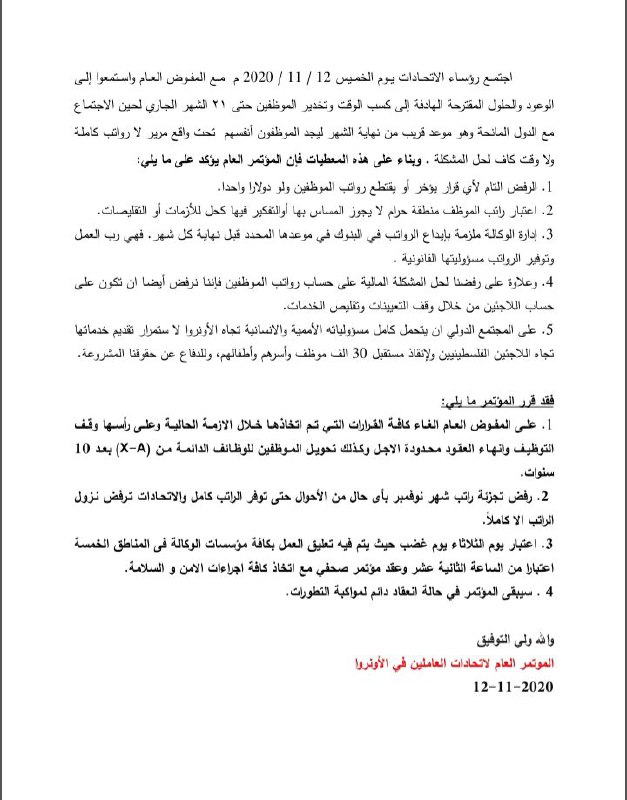 اجتمع رؤساء الاتحادات يوم الخميس 12 / 11 / 2020 م مع المفوض العام واستمعوا إلى
الوعود والحلول المقترحة الهادفة إلى كسب الوقت وتخدير الموظفين حتى ٢١ الشهر الجاري لحين الاجتماع
مع الدول المانحة وهو موعد قريب من نهاية الشهر ليجد الموظفون أنفسهم تحت واقع مرير لا رواتب كاملة
ولا وقت كاف لحل المشكلة . وبناء على هذه المعطيات فإن المؤتمر العام يؤكد على ما يلي:
1. الرفض التام لأي قرار يؤخر أو يقتطع رواتب الموظفين ولو دولارا واحدا.
2. اعتبار راتب الموظف منطقة حرام لا يجوز المساس بها أوالتفكير فيها كحل للأزمات أو التقليصات.
3. إدارة الوكالة ملزمة بإيداع الرواتب في البنوك في موعدها المحدد قبل نهاية كل شهر. فهي رب العمل
وتوفير الرواتب مسؤوليتها القانونية .
4. وعلاوة على رفضنا لحل المشكلة المالية على حساب رواتب الموظفين فإننا نرفض أيضا ان تكون على
حساب اللاجئين من خلال وقف التعيينات وتقليص الخدمات.
5. على المجتمع الدولي ان يتحمل كامل مسؤولياته الأممية والانسانية تجاه الأونروا لا ستمرار تقديم خدماتها
تجاه اللاجئين الفلسطينيين ولإنقاذ مستقبل 30 الف موظف وأسرهم وأطفالهم، وللدفاع عن حقوقنا المشروعة.
فقد قرر المؤتمر ما يلي:
1. على المفوض العام الغاء كافة القرارات التي تم اتخاذها خلال الازمة الحالية وعلى رأسها وقف
التوظيف وانهاء العقود محدودة الاجل وكذلك تحويل الموظفين للوظائف الدائمة من (X-A) بعد 10
سنوات.
2. رفض تجزئة راتب شهر نوفمبر بأى حال من الأحوال حتى توفر الراتب كامل والاتحادات ترفض نزول
الراتب الا كاملاً.
3. اعتبار يوم الثلاثاء يوم غضب حيث يتم فيه تعليق العمل بكافة مؤسسات الوكالة فى المناطق الخمسة
اعتبارا من الساعة الثانية عشر وعقد مؤتمر صحفي مع اتخاذ كافة اجراءات الامن و السلامة.
4 . سيبقى المؤتمر في حالة انعقاد دائم لمواكبة التطورات.
والله ولى التوفيق
الموتمر العام لاتحادات العاملين في الأونروا
12-11-2020